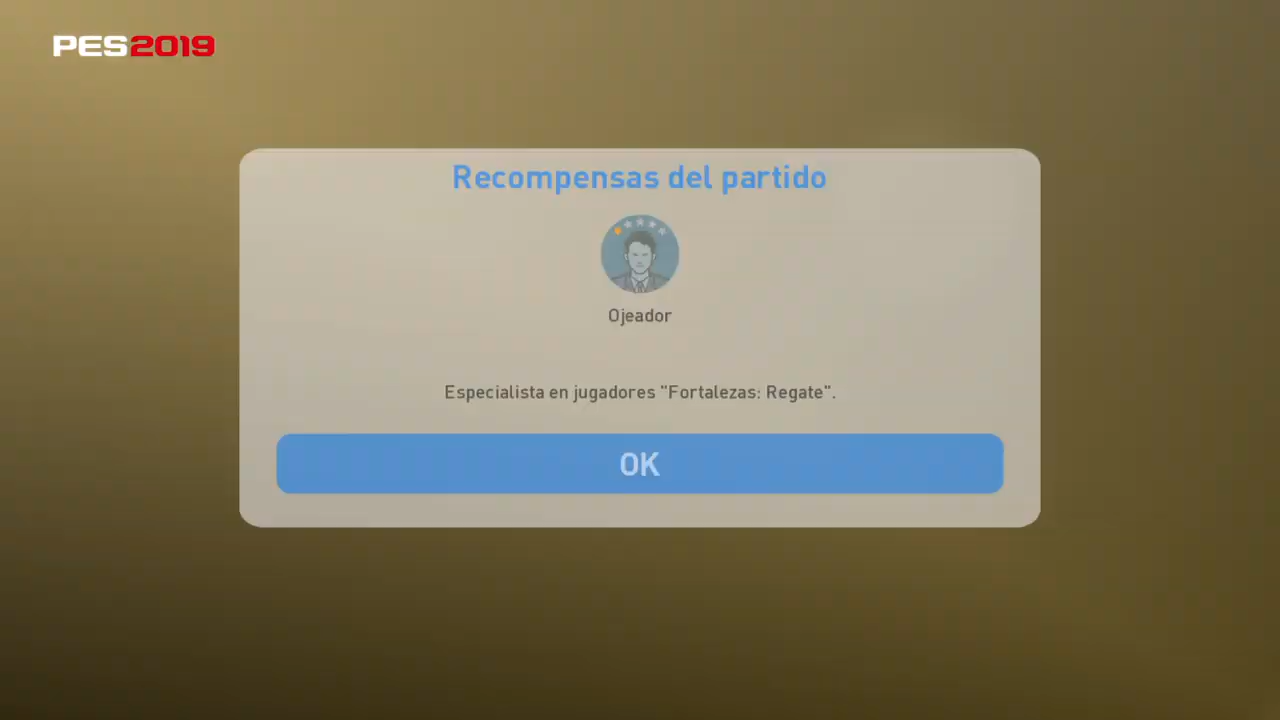 PES2019
Recompensas del partido
Ojeador
Especialista en jugadores "Fortalezas: Regate".
OK